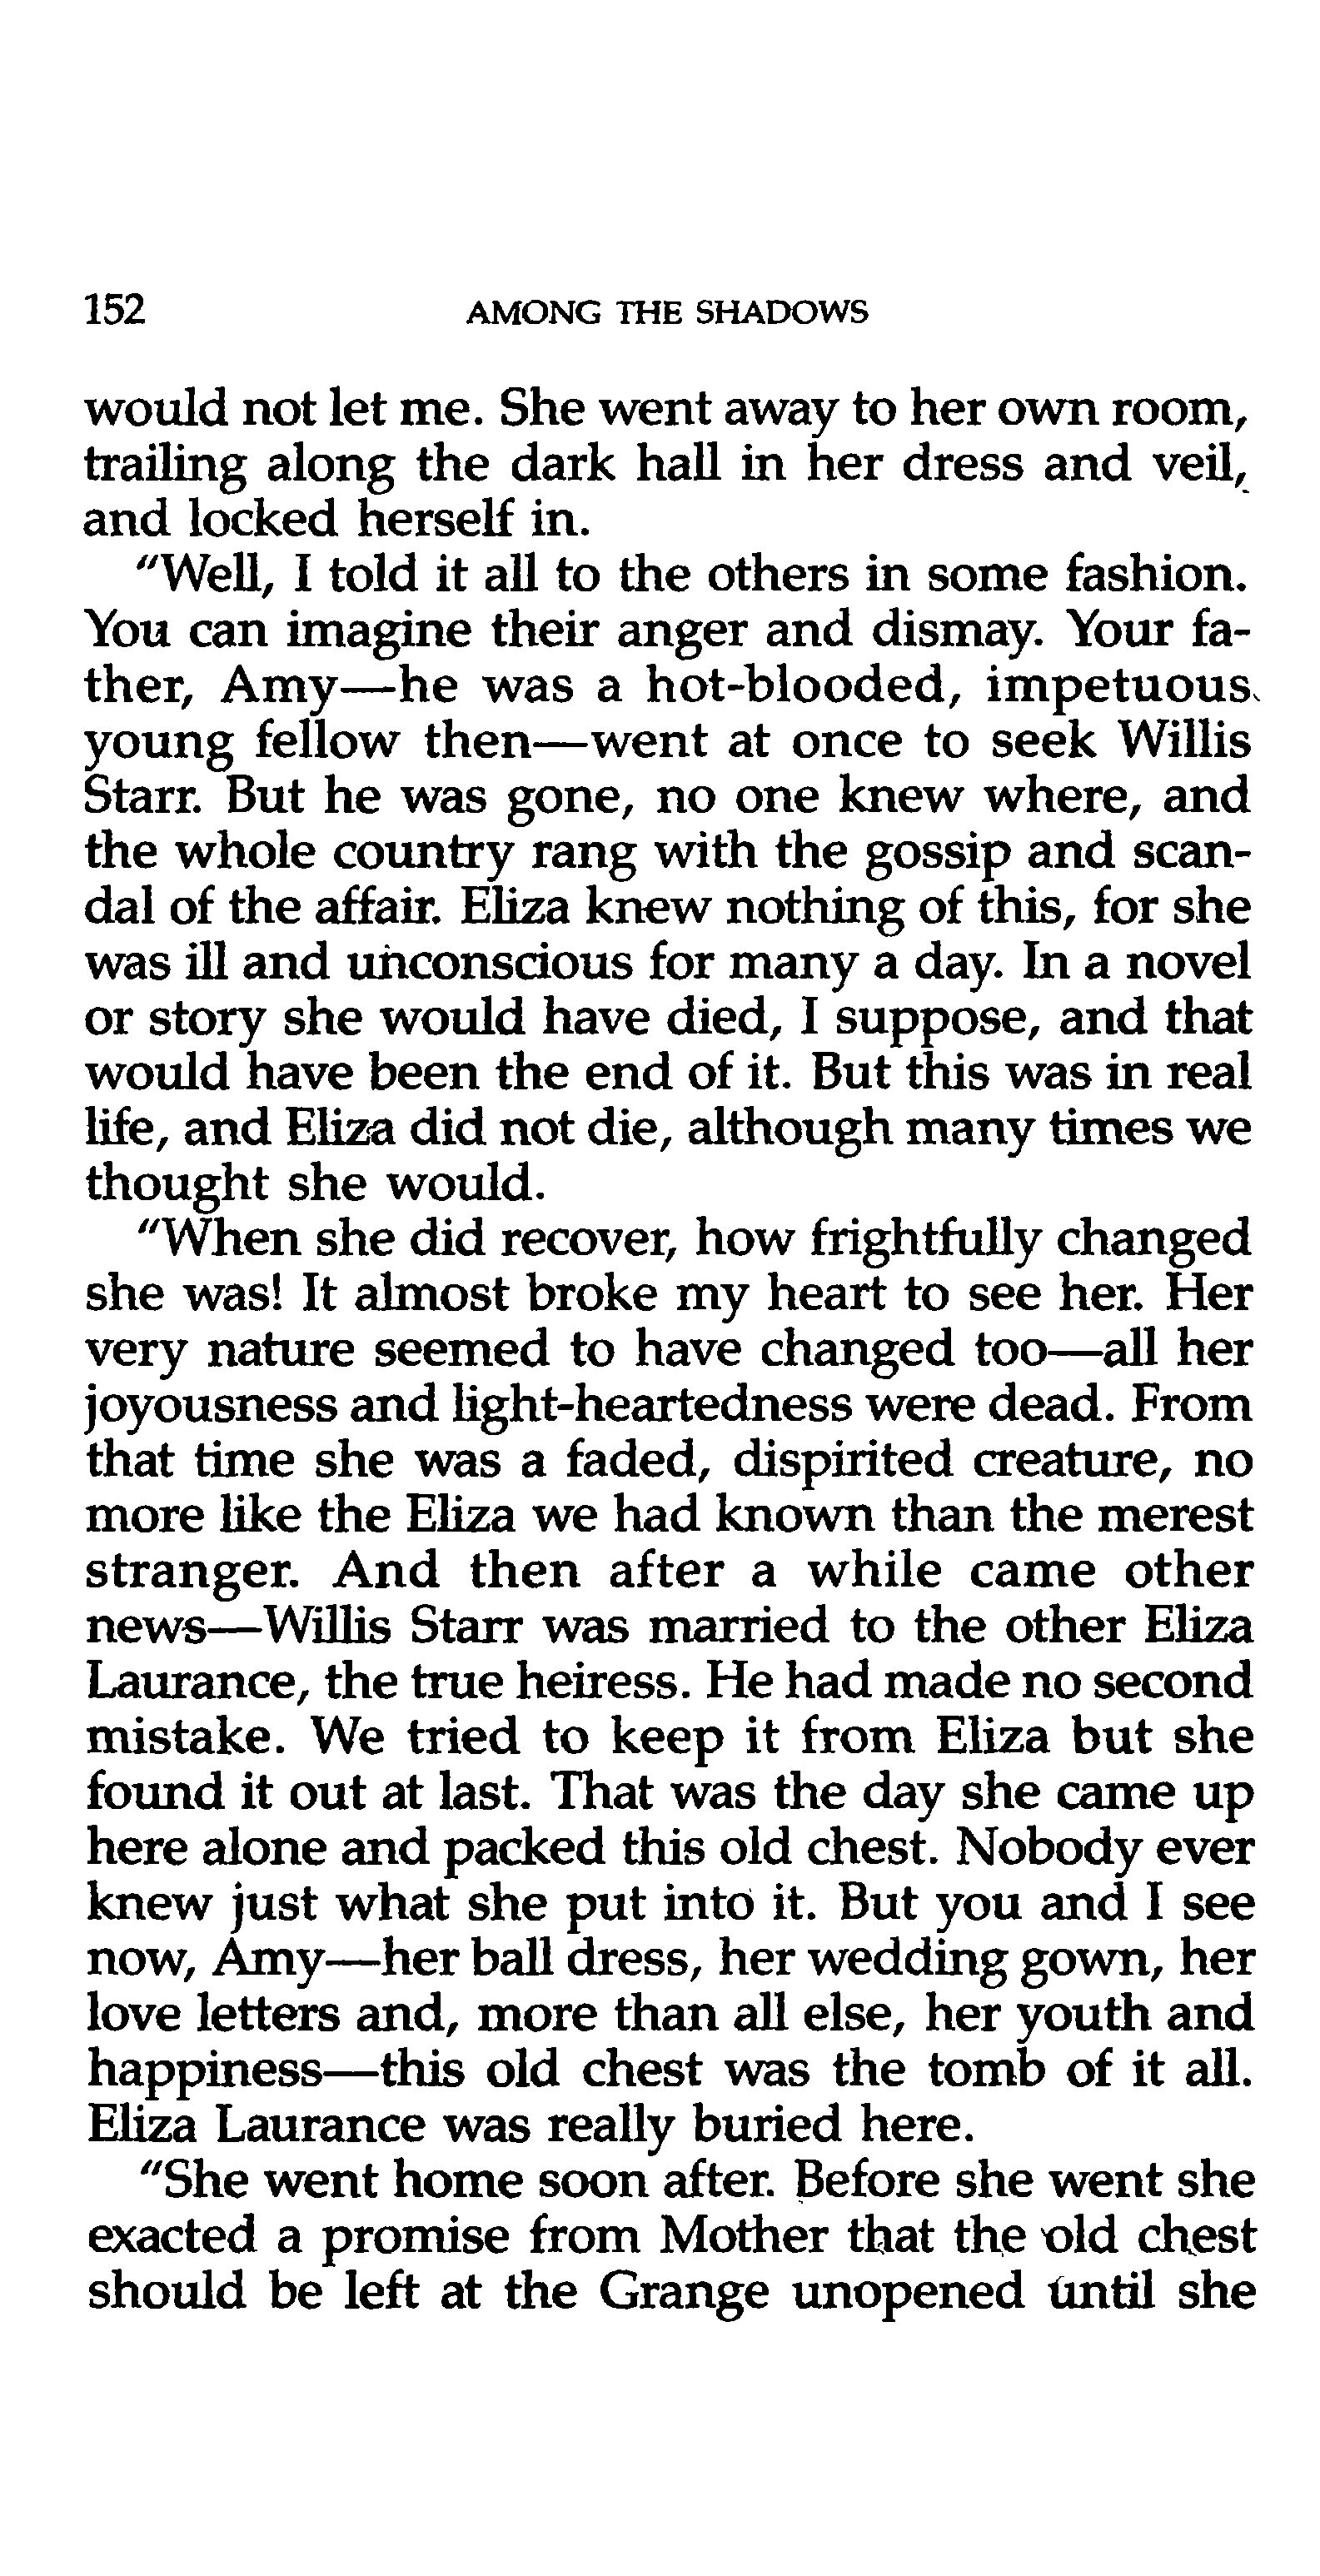 152 AMONG THE SHADOWS
would not let me. She went away to her own room,
trailing along the dark hall in her dress and veil,
and locked herself in.
"Well, I told it all to the others in some fashion.
You can imagine their anger and dismay. Your fa-
ther, Amy—he was a hot-blooded, impetuous
young fellow then—went at once to seek Willis
Starr. But he was gone, no one knew where, and
the whole country rang with the gossip and scan-
dal of the affair. Eliza knew nothing of this, for she
was ill and unconscious for many a day. In a novel
or story she would have died, I suppose, and that
would have been the end of it. But this was in real
life, and Eliza did not die, although many times we
thought she would.
"When she did recover, how frightfully changed
she was! It almost broke my heart to see her. Her
very nature seemed to have changed too—all her
joyousness and light-heartedness were dead. From
that time she was a faded, dispirited creature, no
more like the Eliza we had known than the merest
stranger. And then after a while came other
news—Willis Starr was married to the other Eliza
Laurance, the true heiress. He had made no second
mistake. We tried to keep it from Eliza but she
found it out at last. That was the day she came up
here alone and packed this old chest. Nobody ever
knew just what she put into it. But you and I see
now, Amy—her ball dress, her wedding gown, her
love letters and, more than all else, her youth and
happiness—this old chest was the tomb of it all.
Eliza Laurance was really buried here.
"She went home soon after. Before she went she
exacted a promise from Mother that the old chest
should be left at the Grange unopened until she